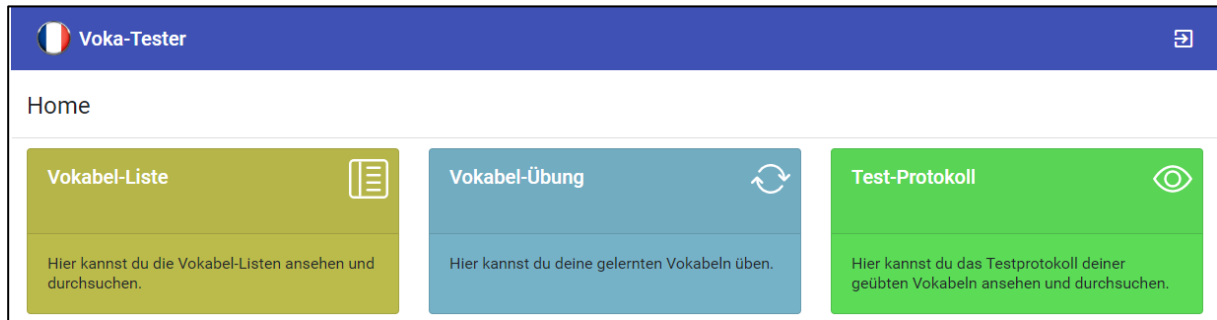 Voka-Tester
Home
Vokabel-Liste
Hier kannst du die Vokabel-Listen ansehen und
durchsuchen.
Vokabel-Übung
Hier kannst du deine gelernten Vokabeln üben.
Test-Protokoll
Hier kannst du das Testprotokoll deiner
geübten Vokabeln ansehen und durchsuchen.